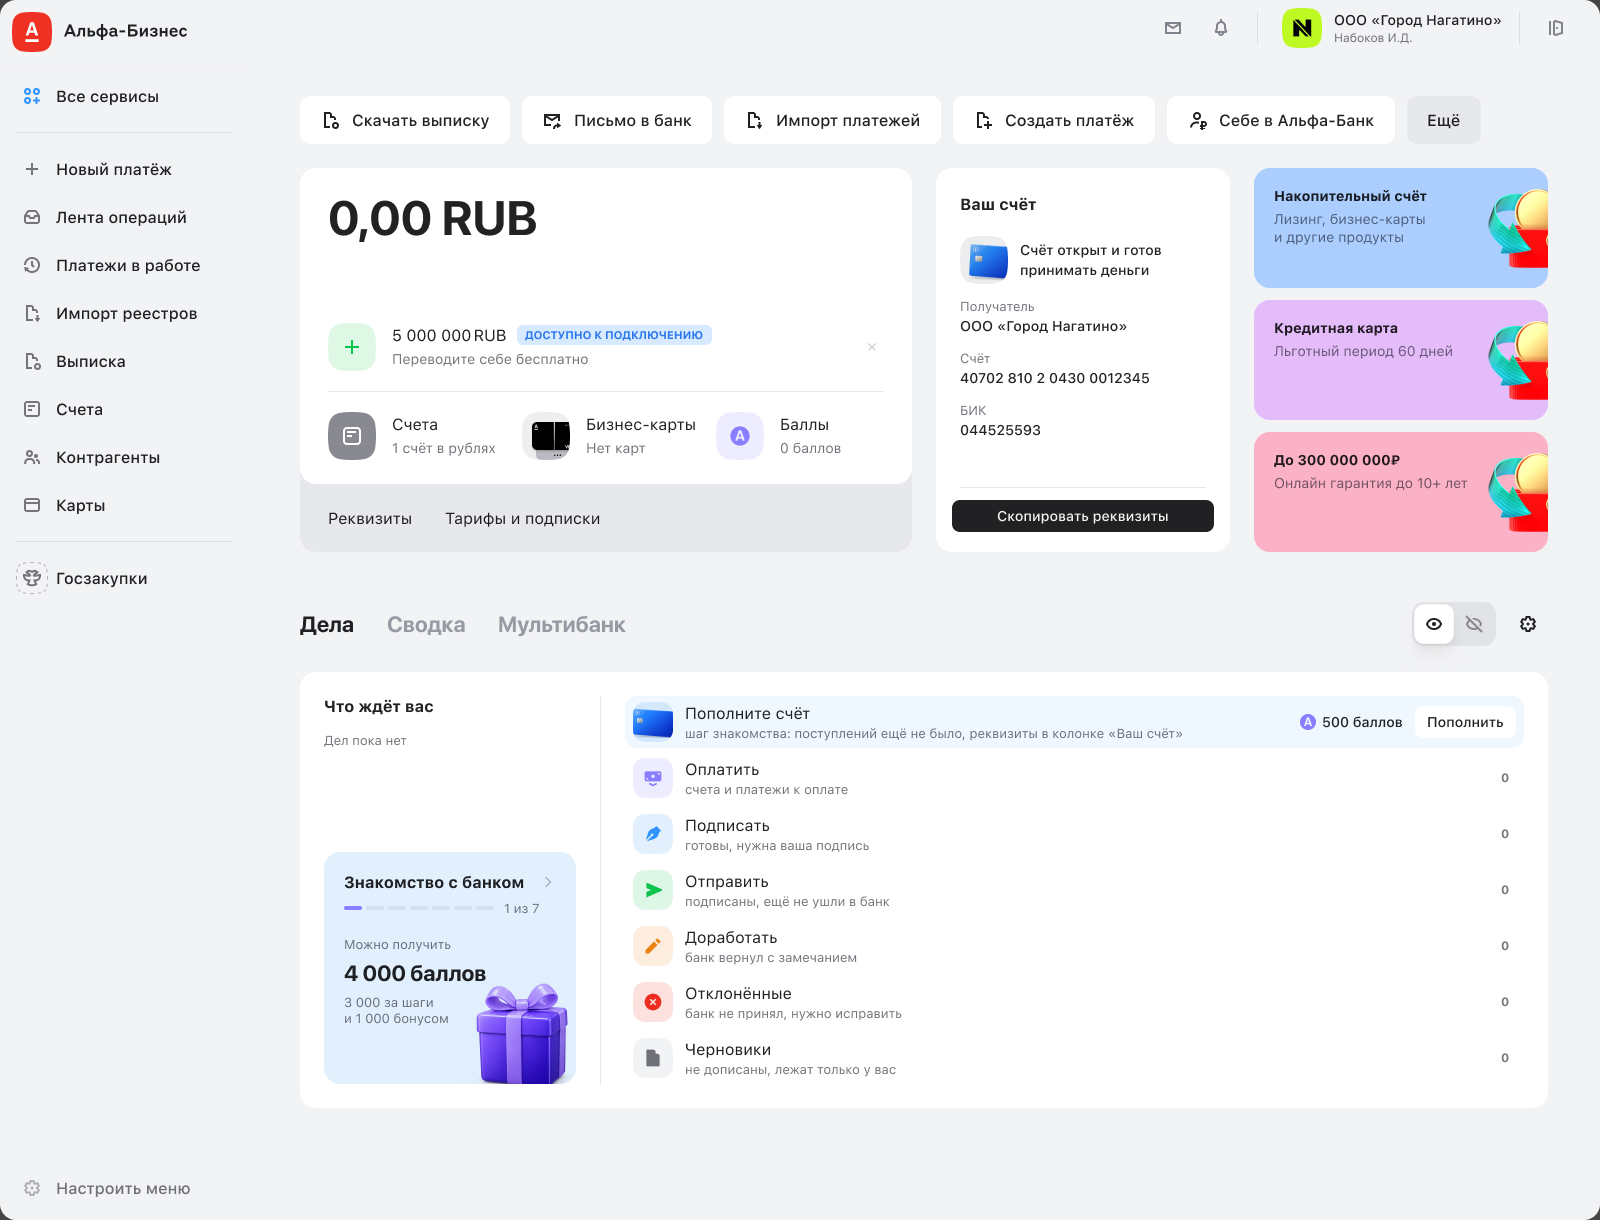 Альфа-Бизнес
ООО «Город Нагатино»
Набоков И.Д.
Все сервисы
Новый платёж
Лента операций
Платежи в работе
Импорт реестров
Выписка
Счета
Контрагенты
Карты
Госзакупки
Настроить меню
Скачать выписку
Письмо в банк
Импорт платежей
Создать платёж
Себе в Альфа-Банк
Ещё
0,00 RUB
5 000 000 RUB ДОСТУПНО К ПОДКЛЮЧЕНИЮ
Переводите себе бесплатно
Счета
1 счёт в рублях
Бизнес-карты
Нет карт
Баллы
0 баллов
Реквизиты
Тарифы и подписки
Ваш счёт
Счёт открыт и готов
принимать деньги
Получатель
ООО «Город Нагатино»
Счёт
40702 810 2 0430 0012345
БИК
044525593
Скопировать реквизиты
Накопительный счёт
Лизинг, бизнес-карты
и другие продукты
Кредитная карта
Льготный период 60 дней
До 300 000 000₽
Онлайн гарантия до 10+ лет
Дела
Сводка
Мультибанк
Что ждёт вас
Дел пока нет
Знакомство с банком
1 из 7
Можно получить
4 000 баллов
3 000 за шаги
и 1 000 бонусом
Пополните счёт
шаг знакомства: поступлений ещё не было, реквизиты в колонке «Ваш счёт»
500 баллов
Пополнить
Оплатить
счета и платежи к оплате
0
Подписать
готовы, нужна ваша подпись
0
Отправить
подписаны, ещё не ушли в банк
0
Доработать
банк вернул с замечанием
0
Отклонённые
банк не принял, нужно исправить
0
Черновики
не дописаны, лежат только у вас
0